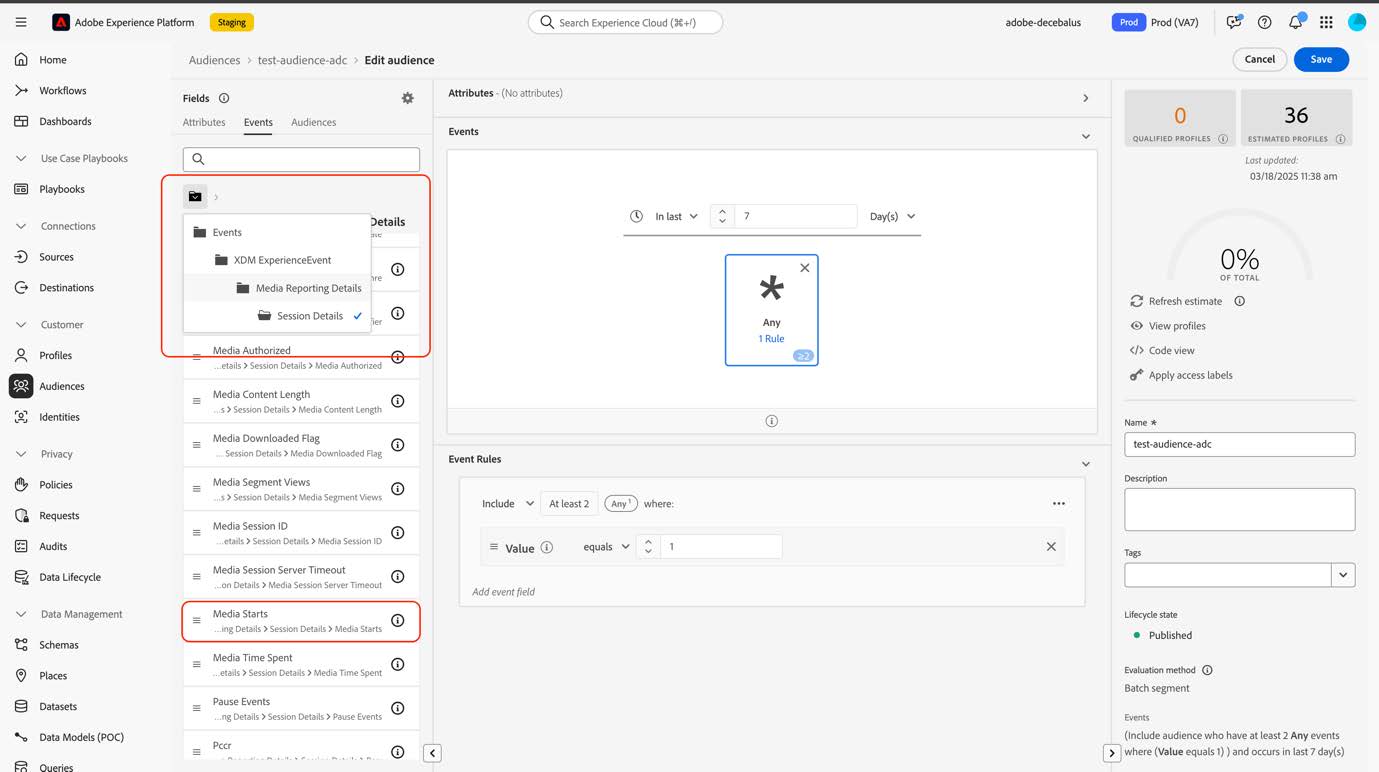 Adobe Experience Platform
Staging
Search Experience Cloud (⌘+/)
adobe-decebalus
Prod
Prod (VA7)
Home
Workflows
Dashboards
Use Case Playbooks
Playbooks
Connections
Sources
Destinations
Customer
Profiles
Audiences
Identities
Privacy
Policies
Requests
Audits
Data Lifecycle
Data Management
Schemas
Places
Datasets
Data Models (POC)
Queries
Audiences > test-audience-adc > Edit audience
Cancel
Save
Fields
Attributes
Events
Audiences
Details
Events
XDM ExperienceEvent
Media Reporting Details
Session Details
Media Authorized
...etails > Session Details > Media Authorized
Media Content Length
...s > Session Details > Media Content Length
Media Downloaded Flag
... Session Details > Media Downloaded Flag
Media Segment Views
...s > Session Details > Media Segment Views
Media Session ID
...etails > Session Details > Media Session ID
Media Session Server Timeout
...on Details > Media Session Server Timeout
Media Starts
...ing Details > Session Details > Media Starts
Media Time Spent
...etails > Session Details > Media Time Spent
Pause Events
...ng Details > Session Details > Pause Events
Pccr
Attributes - (No attributes)
Events
In last
7
Day(s)
Any
1 Rule
≥2
Event Rules
Include
At least 2
Any 1
where:
Value
equals
1
Add event field
0
QUALIFIED PROFILES
36
ESTIMATED PROFILES
Last updated:
03/18/2025 11:38 am
0%
OF TOTAL
Refresh estimate
View profiles
Code view
Apply access labels
Name *
test-audience-adc
Description
Tags
Lifecycle state
Published
Evaluation method
Batch segment
Events
(Include audience who have at least 2 Any events
where (Value equals 1) ) and occurs in last 7 day(s)